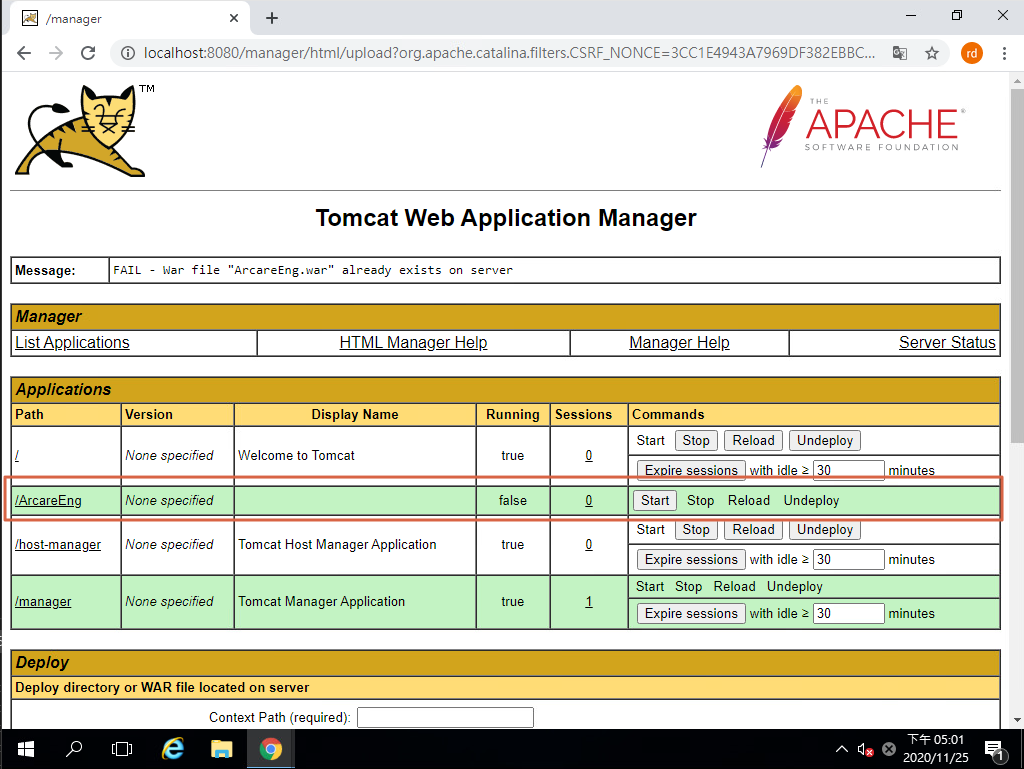 /manager
localhost:8080/manager/html/upload?org.apache.catalina.filters.CSRF_NONCE=3CC1E4943A7969DF382EBBC...
rd
TM
THE
APACHE®
SOFTWARE FOUNDATION
Tomcat Web Application Manager
Message: FAIL - War file "ArcareEng.war" already exists on server
Manager
List Applications HTML Manager Help Manager Help Server Status
Applications
Path Version Display Name Running Sessions Commands
/ None specified Welcome to Tomcat true 0 Start Stop Reload Undeploy
Expire sessions with idle ≥ 30 minutes
/ArcareEng None specified false 0 Start Stop Reload Undeploy
/host-manager None specified Tomcat Host Manager Application true 0 Start Stop Reload Undeploy
Expire sessions with idle ≥ 30 minutes
/manager None specified Tomcat Manager Application true 1 Start Stop Reload Undeploy
Expire sessions with idle ≥ 30 minutes
Deploy
Deploy directory or WAR file located on server
Context Path (required):
下午 05:01
2020/11/25
1